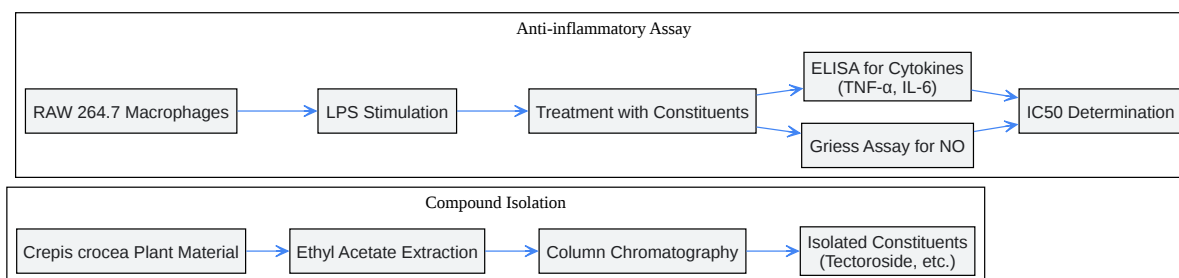 Anti-inflammatory Assay
RAW 264.7 Macrophages
LPS Stimulation
Treatment with Constituents
ELISA for Cytokines
(TNF-α, IL-6)
Griess Assay for NO
IC50 Determination
Compound Isolation
Crepis crocea Plant Material
Ethyl Acetate Extraction
Column Chromatography
Isolated Constituents
(Tectoroside, etc.)